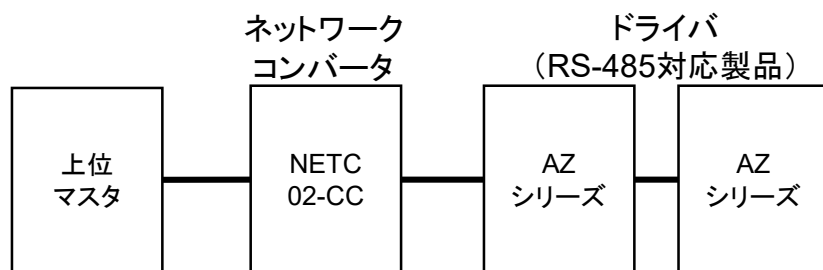 ネットワーク
コンバータ
ドライバ
（RS-485対応製品）
上位
マスタ
NETC
02-CC
AZ
シリーズ
AZ
シリーズ